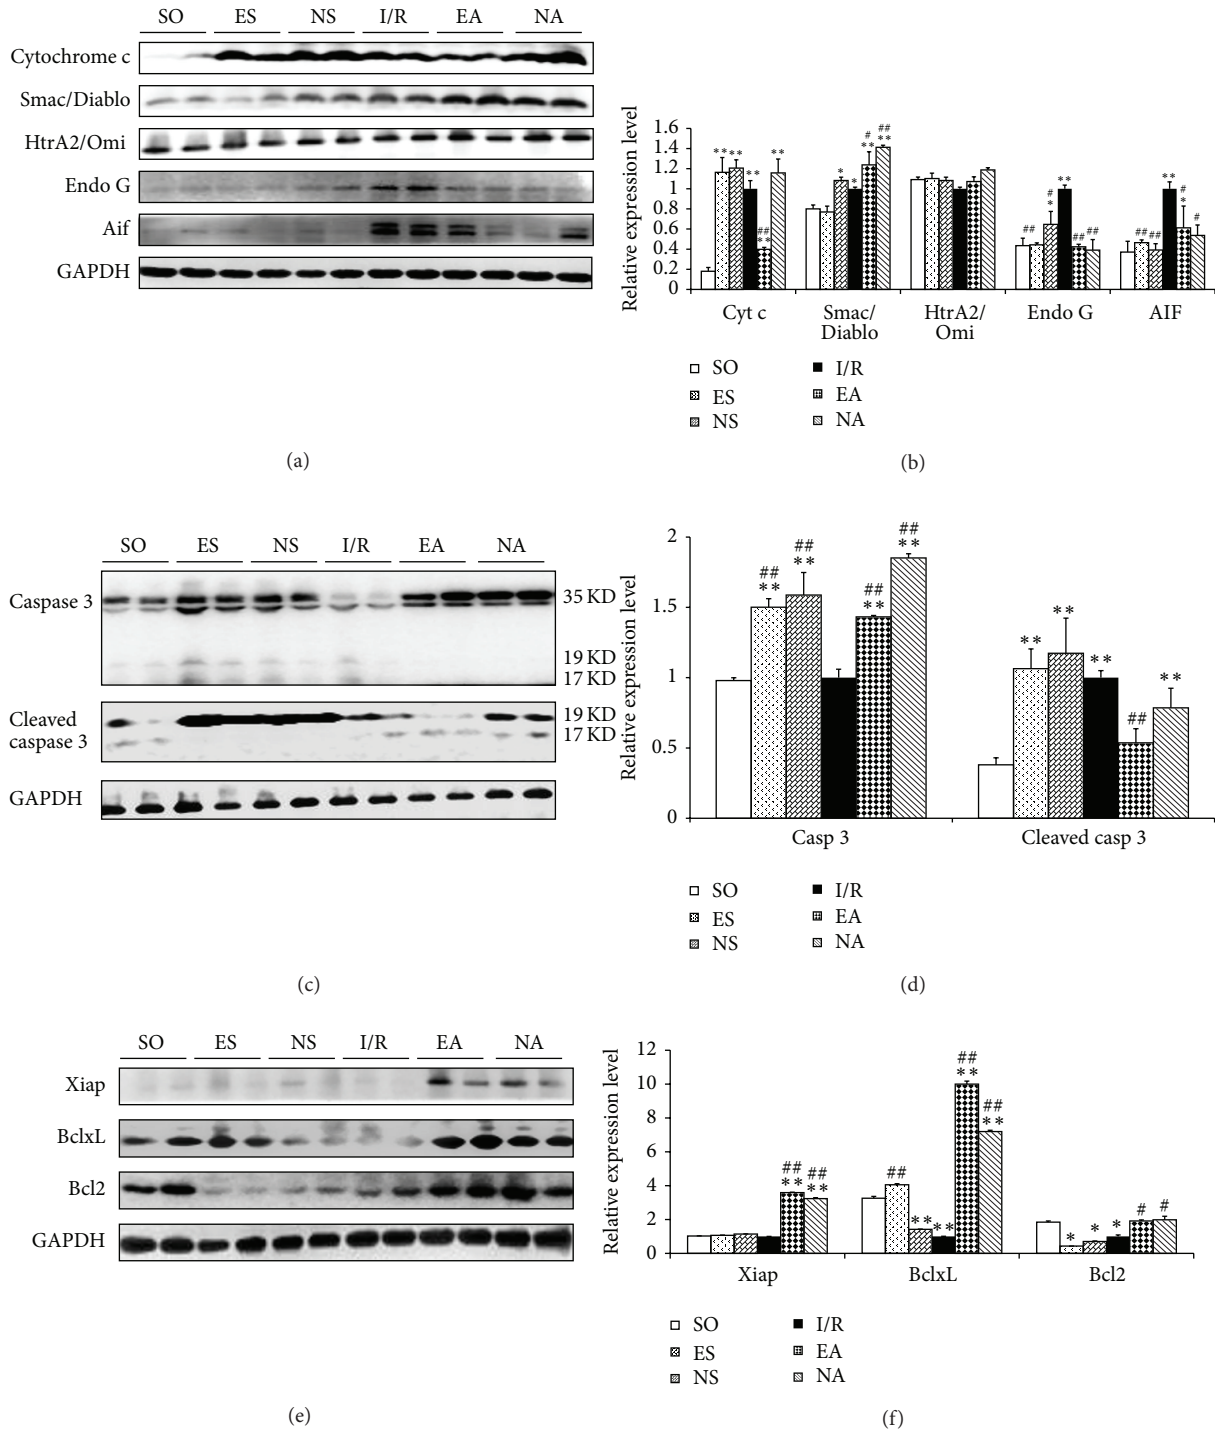 SO ES NS I/R EA NA
Cytochrome c
Smac/Diablo
HtrA2/Omi
Endo G
Aif
GAPDH
(a)
Relative expression level
1.6
1.4
1.2
1
0.8
0.6
0.4
0.2
0
** ** ** ## ** **
* * # ** ## **
## # * ** ## ##
## ## ** # * #
Cyt c Smac/ Diablo HtrA2/ Omi Endo G AIF
SO I/R
ES EA
NS NA
(b)
SO ES NS I/R EA NA
Caspase 3 35 KD
19 KD
17 KD
Cleaved caspase 3 19 KD
17 KD
GAPDH
(c)
Relative expression level
2
1.5
1
0.5
0
## ** ## ** ## ** ## **
** ** ** ## **
Casp 3 Cleaved casp 3
SO I/R
ES EA
NS NA
(d)
SO ES NS I/R EA NA
Xiap
BclxL
Bcl2
GAPDH
(e)
Relative expression level
12
10
8
6
4
2
0
## ** ## **
## ** ** ## ** ## **
* * * # #
Xiap BclxL Bcl2
SO I/R
ES EA
NS NA
(f)